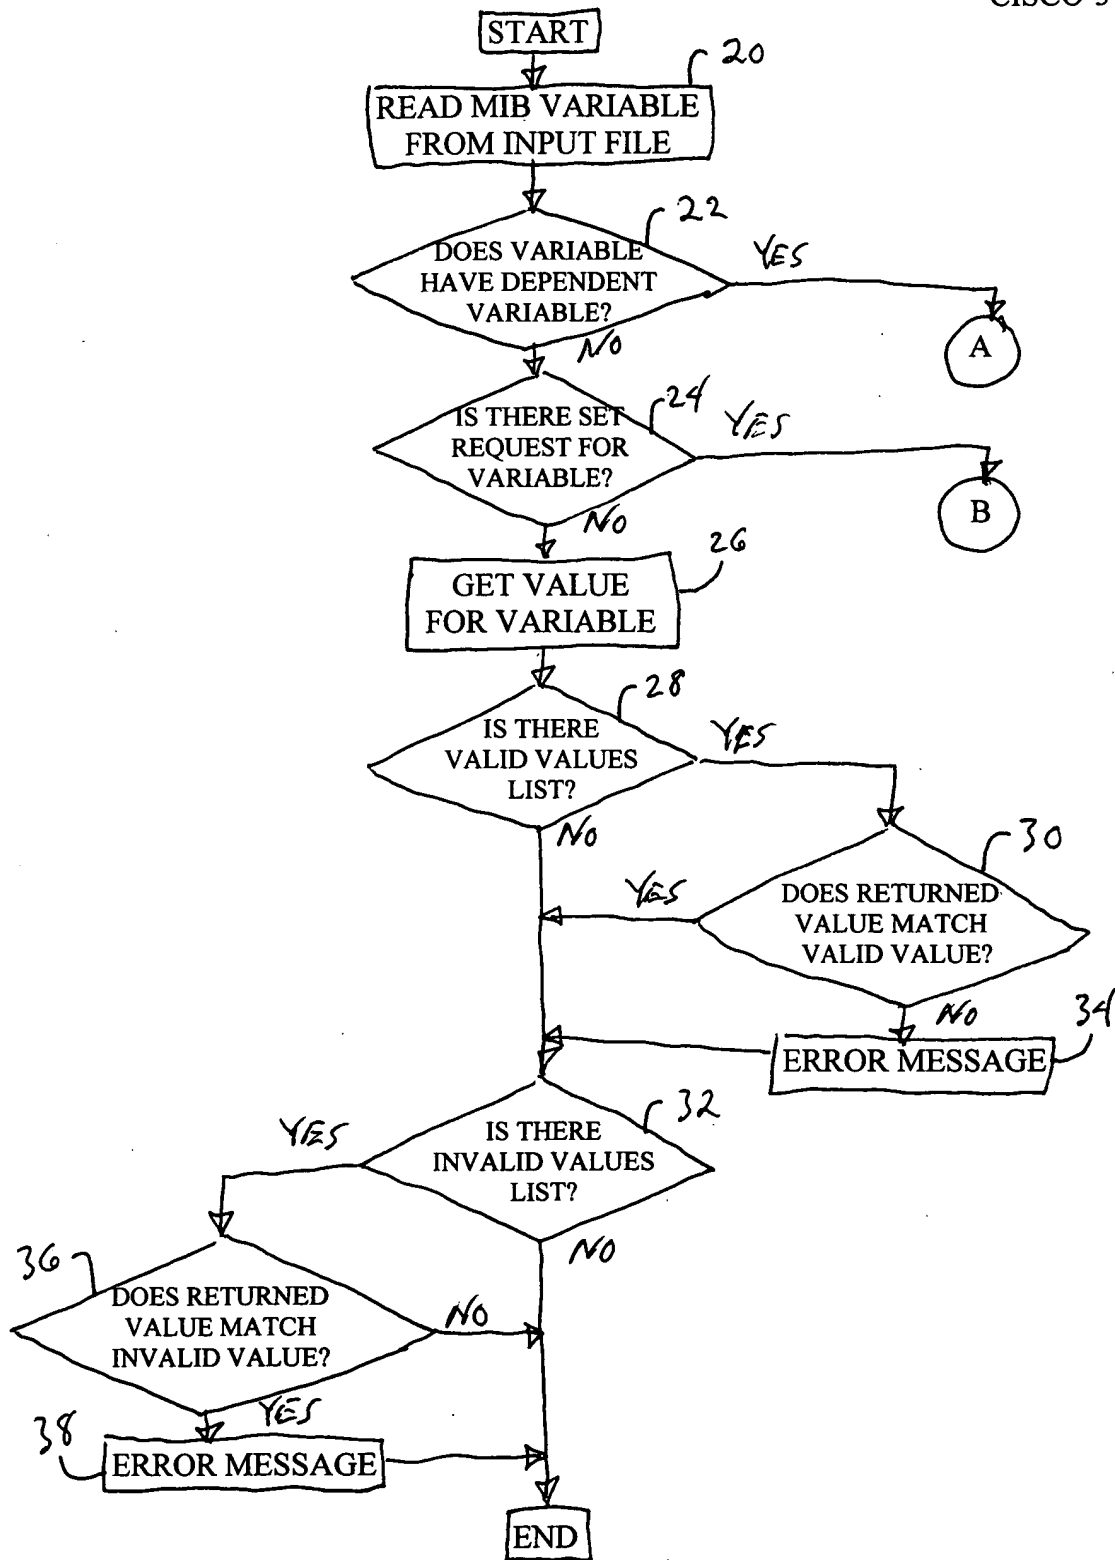 START
20
READ MIB VARIABLE
FROM INPUT FILE
22
DOES VARIABLE
HAVE DEPENDENT
VARIABLE?
YES
A
NO
24
IS THERE SET
REQUEST FOR
VARIABLE?
YES
B
NO
26
GET VALUE
FOR VARIABLE
28
IS THERE
VALID VALUES
LIST?
YES
NO
30
DOES RETURNED
VALUE MATCH
VALID VALUE?
YES
NO
34
ERROR MESSAGE
32
IS THERE
INVALID VALUES
LIST?
YES
NO
36
DOES RETURNED
VALUE MATCH
INVALID VALUE?
NO
YES
38
ERROR MESSAGE
END